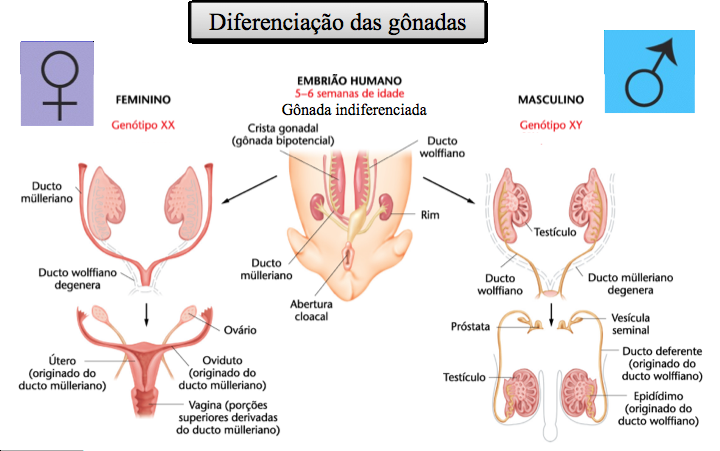 Diferenciação das gônadas
FEMININO
Genótipo XX
EMBRIÃO HUMANO
5–6 semanas de idade
Gônada indiferenciada
MASCULINO
Genótipo XY
Crista gonadal
(gônada bipotencial)
Ducto
wolffiano
Rim
Ducto
mülleriano
Abertura
cloacal
Ducto
mülleriano
Ducto wolffiano
degenera
Ovário
Útero
(originado do
ducto mülleriano)
Oviduto
(originado do
ducto mülleriano)
Vagina (porções
superiores derivadas
do ducto mülleriano)
Testículo
Ducto
wolffiano
Ducto mülleriano
degenera
Próstata
Vesícula
seminal
Ducto deferente
(originado do
ducto wolffiano)
Testículo
Epidídimo
(originado do
ducto wolffiano)